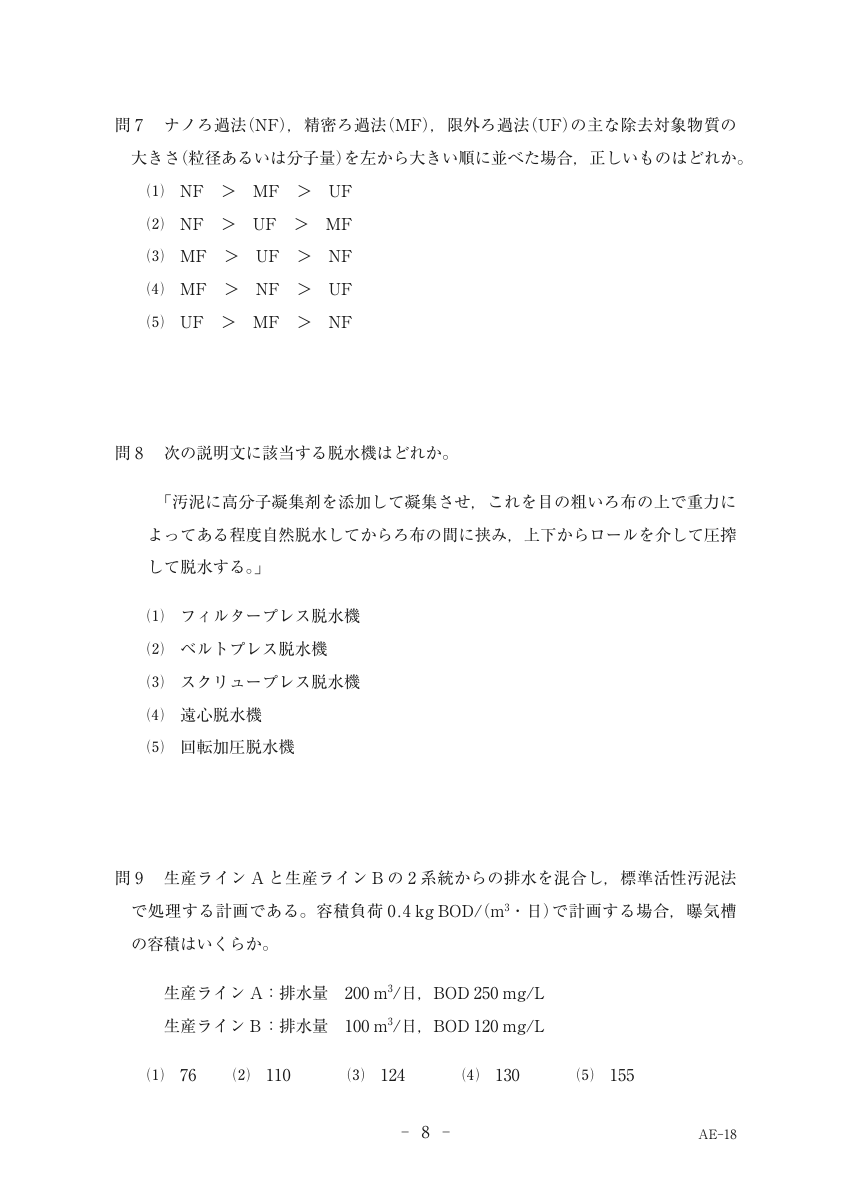 問7　ナノろ過法(NF)，精密ろ過法(MF)，限外ろ過法(UF)の主な除去対象物質の
大きさ(粒径あるいは分子量)を左から大きい順に並べた場合，正しいものはどれか。
⑴　NF　＞　MF　＞　UF
⑵　NF　＞　UF　＞　MF
⑶　MF　＞　UF　＞　NF
⑷　MF　＞　NF　＞　UF
⑸　UF　＞　MF　＞　NF
問8　次の説明文に該当する脱水機はどれか。
「汚泥に高分子凝集剤を添加して凝集させ，これを目の粗いろ布の上で重力に
よってある程度自然脱水してからろ布の間に挟み，上下からロールを介して圧搾
して脱水する。」
⑴　フィルタープレス脱水機
⑵　ベルトプレス脱水機
⑶　スクリュープレス脱水機
⑷　遠心脱水機
⑸　回転加圧脱水機
問9　生産ラインAと生産ラインBの2系統からの排水を混合し，標準活性汚泥法
で処理する計画である。容積負荷 0.4 kg BOD/(m³・日)で計画する場合，曝気槽
の容積はいくらか。
生産ラインA：排水量　200 m³/日，BOD 250 mg/L
生産ラインB：排水量　100 m³/日，BOD 120 mg/L
⑴　76　⑵　110　⑶　124　⑷　130　⑸　155
－ 8 －
AE-18